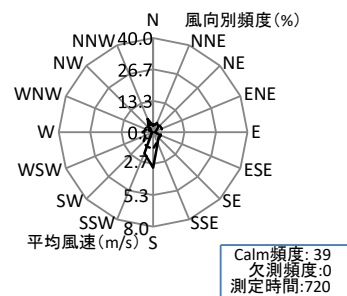 N 風向別頻度(%)
40.0
NNW NNE
NW 26.7 NE
WNW 13.3 ENE
W 0.0 E
WSW 2.7 ESE
SW 5.3 SE
SSW 8.0 SSE
平均風速(m/s) S
Calm頻度: 39
欠測頻度:0
測定時間:720